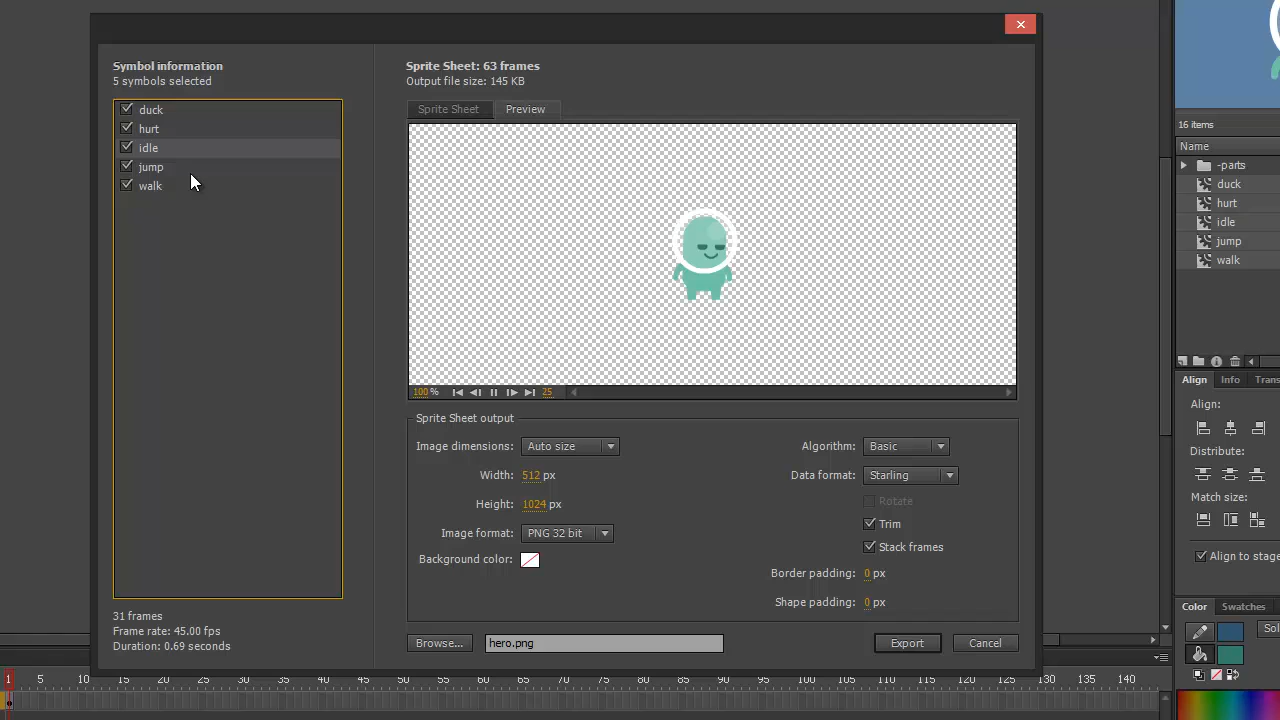 Symbol information
5 symbols selected
duck
hurt
idle
jump
walk
31 frames
Frame rate: 45.00 fps
Duration: 0.69 seconds
Sprite Sheet: 63 frames
Output file size: 145 KB
Sprite Sheet Preview
100 % 25
Sprite Sheet output
Image dimensions: Auto size
Width: 512 px
Height: 1024 px
Image format: PNG 32 bit
Background color:
Algorithm: Basic
Data format: Starling
Rotate
Trim
Stack frames
Border padding: 0 px
Shape padding: 0 px
Browse... hero.png Export Cancel
16 items
Name
-parts
duck
hurt
idle
jump
walk
Align Info Trans
Align:
Distribute:
Match size:
Align to stage
Color Swatches
Sol
1 5 10 15 20 25 30 35 40 45 50 55 60 65 70 75 80 85 90 95 100 105 110 115 120 125 130 135 140